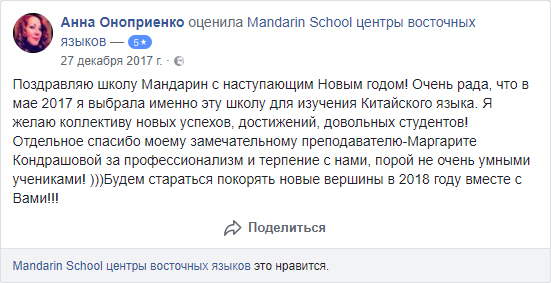 Анна Оноприенко оценила Mandarin School центры восточных
языков — 5★
27 декабря 2017 г. ·
Поздравляю школу Мандарин с наступающим Новым годом! Очень рада, что в
мае 2017 я выбрала именно эту школу для изучения Китайского языка. Я
желаю коллективу новых успехов, достижений, довольных студентов!
Отдельное спасибо моему замечательному преподавателю-Маргарите
Кондрашовой за профессионализм и терпение с нами, порой не очень умными
учениками! )))Будем стараться покорять новые вершины в 2018 году вместе с
Вами!!!
Поделиться
Mandarin School центры восточных языков это нравится.